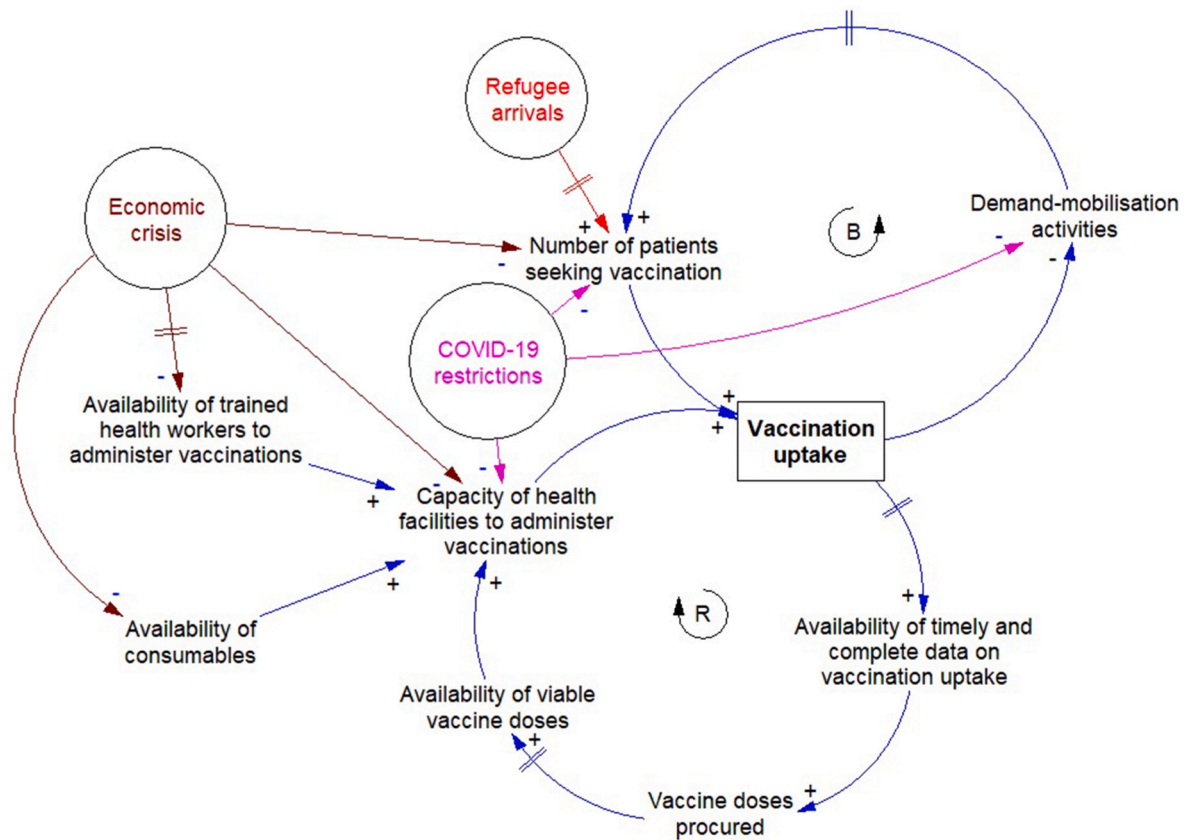 Refugee
arrivals
+
Economic
crisis
+
+
Number of patients
seeking vaccination
-
-
B
Demand-mobilisation
activities
-
-
COVID-19
restrictions
-
Availability of trained
health workers to
administer vaccinations
+
+
+
Vaccination
uptake
-
-
Capacity of health
facilities to administer
vaccinations
+
+
-
Availability of
consumables
R
+
Availability of timely and
complete data on
vaccination uptake
Availability of viable
vaccine doses
+
+
Vaccine doses
procured